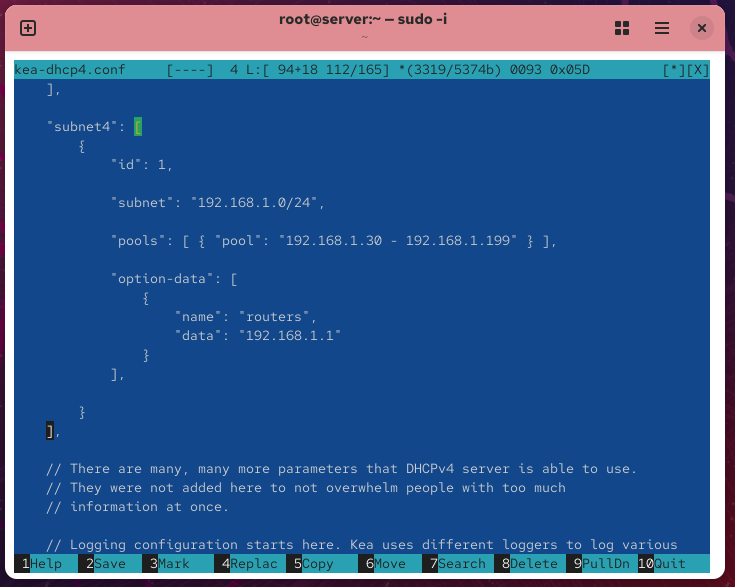 root@server:~ — sudo -i
~
kea-dhcp4.conf [----] 4 L:[ 94+18 112/165] *(3319/5374b) 0093 0x05D [*][X]
],
"subnet4": [
{
"id": 1,
"subnet": "192.168.1.0/24",
"pools": [ { "pool": "192.168.1.30 - 192.168.1.199" } ],
"option-data": [
{
"name": "routers",
"data": "192.168.1.1"
}
],
}
],
// There are many, many more parameters that DHCPv4 server is able to use.
// They were not added here to not overwhelm people with too much
// information at once.
// Logging configuration starts here. Kea uses different loggers to log various
1Help 2Save 3Mark 4Replac 5Copy 6Move 7Search 8Delete 9PullDn 10Quit